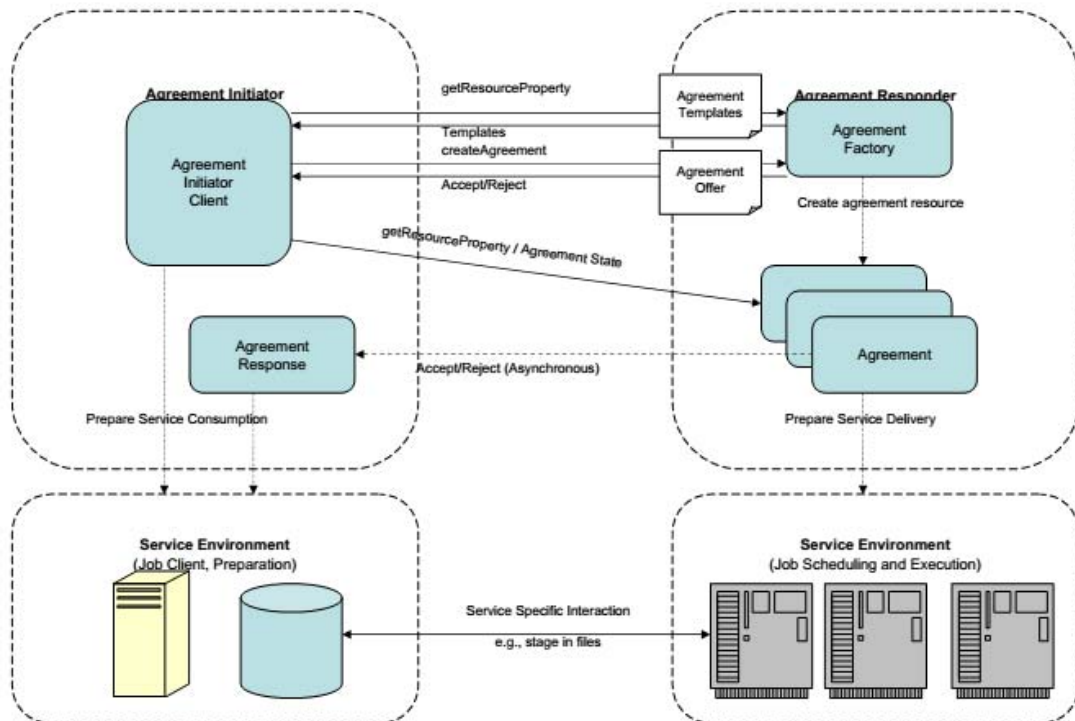 Agreement Initiator
Agreement
Initiator
Client
getResourceProperty
Templates
createAgreement
Accept/Reject
Agreement
Templates
Agreement
Offer
Agreement Responder
Agreement
Factory
Create agreement resource
getResourceProperty / Agreement State
Agreement
Response
Accept/Reject (Asynchronous)
Agreement
Prepare Service Consumption
Prepare Service Delivery
Service Environment
(Job Client, Preparation)
Service Specific Interaction
e.g., stage in files
Service Environment
(Job Scheduling and Execution)